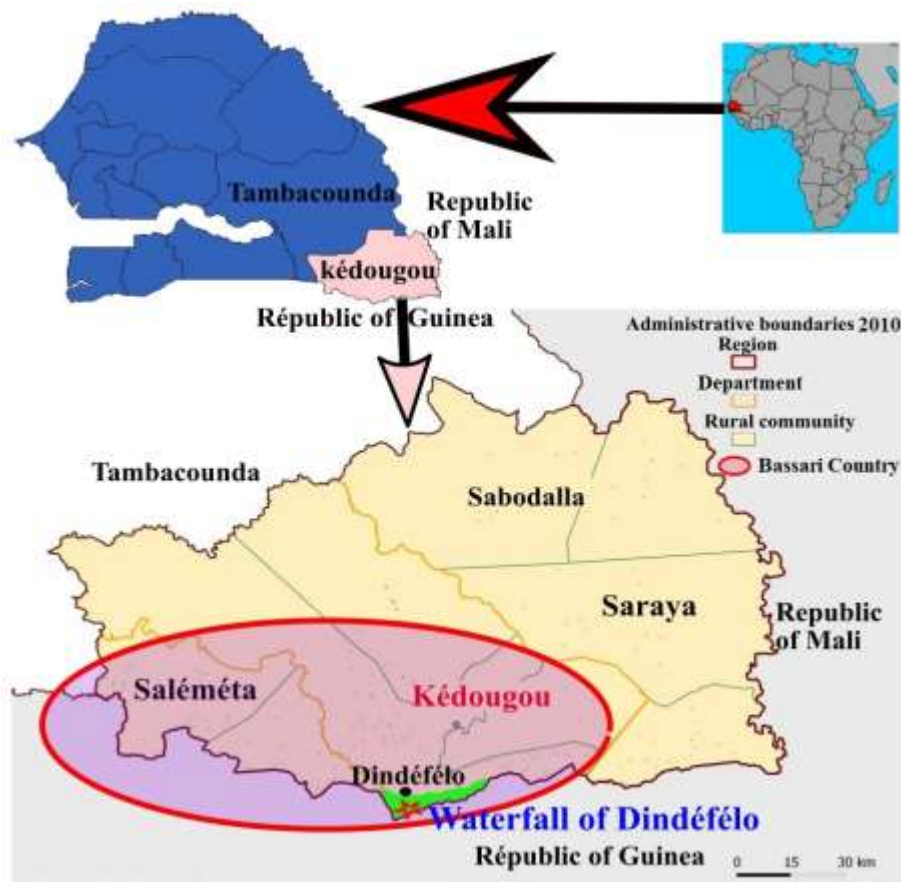 Tambacounda
Republic
of Mali
kédougou
Républic of Guinea
Administrative boundaries 2010
Region
Department
Rural community
Bassari Country
Tambacounda
Sabodalla
Saraya
Republic
of Mali
Saléméta
Kédougou
Dindéfélo
Waterfall of Dindéfélo
Républic of Guinea
0 15 30 km